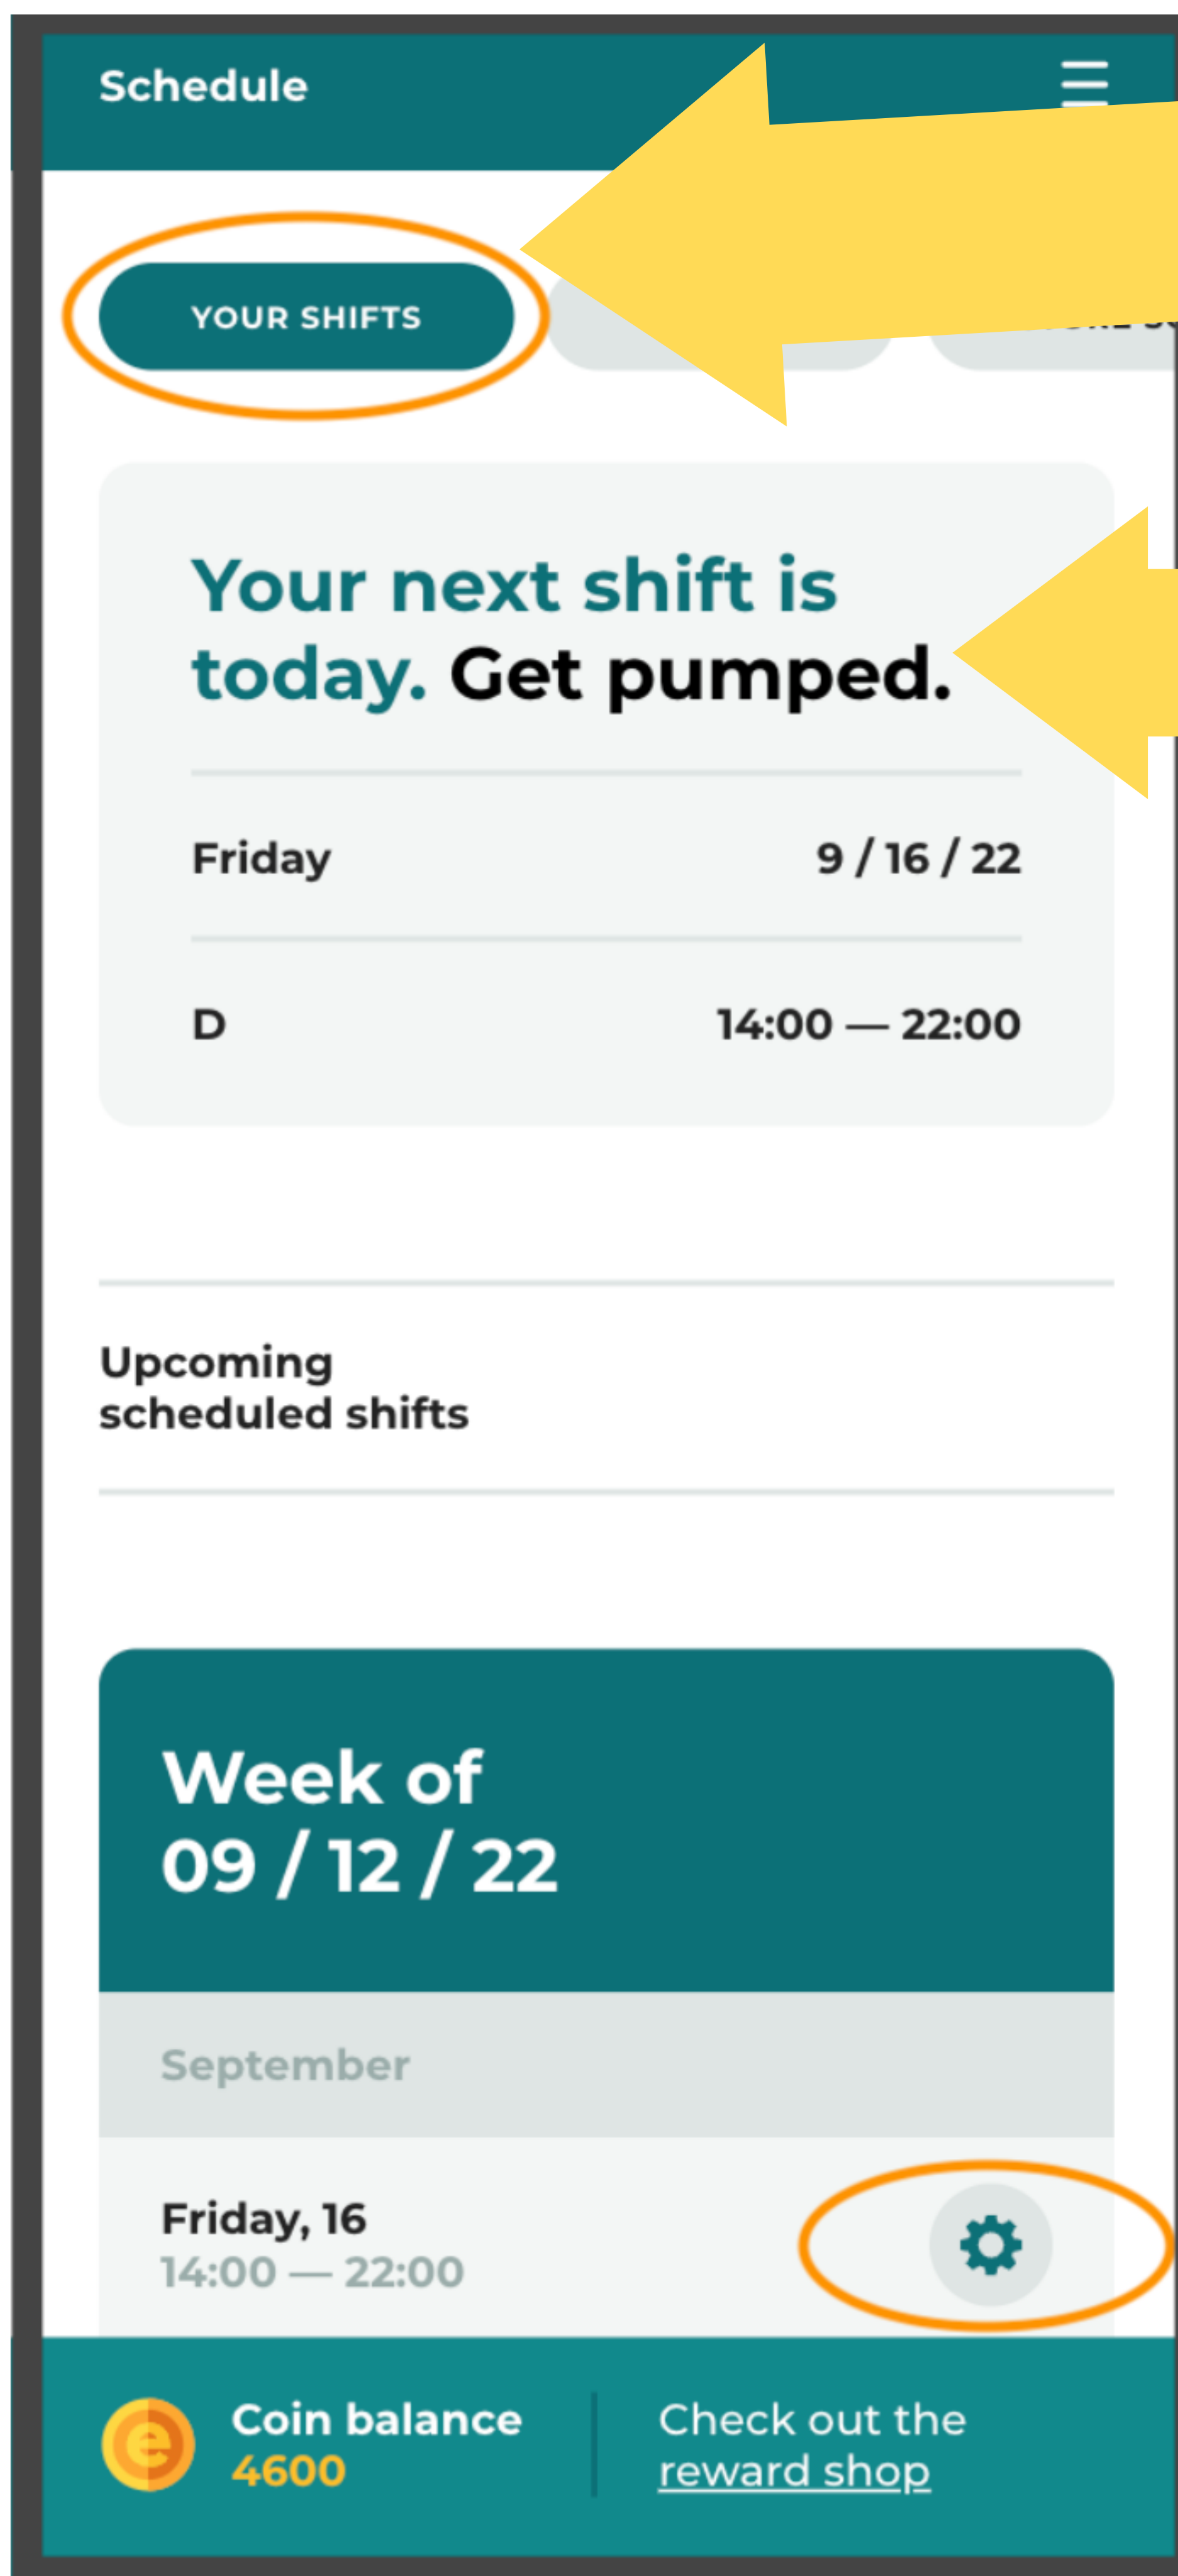 Schedule
YOUR SHIFTS
Your next shift is
today. Get pumped.
Friday 9 / 16 / 22
D 14:00 — 22:00
Upcoming
scheduled shifts
Week of
09 / 12 / 22
September
Friday, 16
14:00 — 22:00
e
Coin balance
4600
Check out the
reward shop